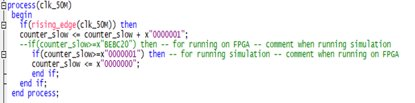 process(clk_50M)
begin
if(rising_edge(clk_50M)) then
counter_slow <= counter_slow + x"0000001";
--if(counter_slow>=x"BEBC20") then -- for running on FPGA -- comment when running simulation
if(counter_slow>=x"0000001") then -- for running simulation -- comment when running on FPGA
counter_slow <= x"0000000";
end if;
end if;
end process;